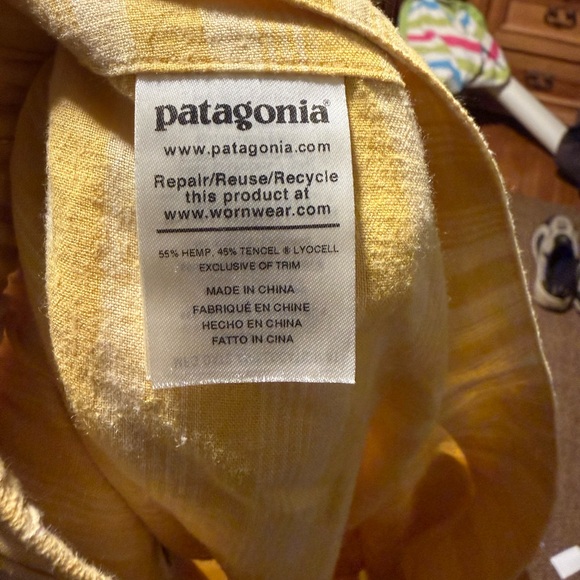 patagonia®
www.patagonia.com
Repair/Reuse/Recycle
this product at
www.wornwear.com
55% HEMP, 45% TENCEL ® LYOCELL
EXCLUSIVE OF TRIM
MADE IN CHINA
FABRIQUÉ EN CHINE
HECHO EN CHINA
FATTO IN CINA